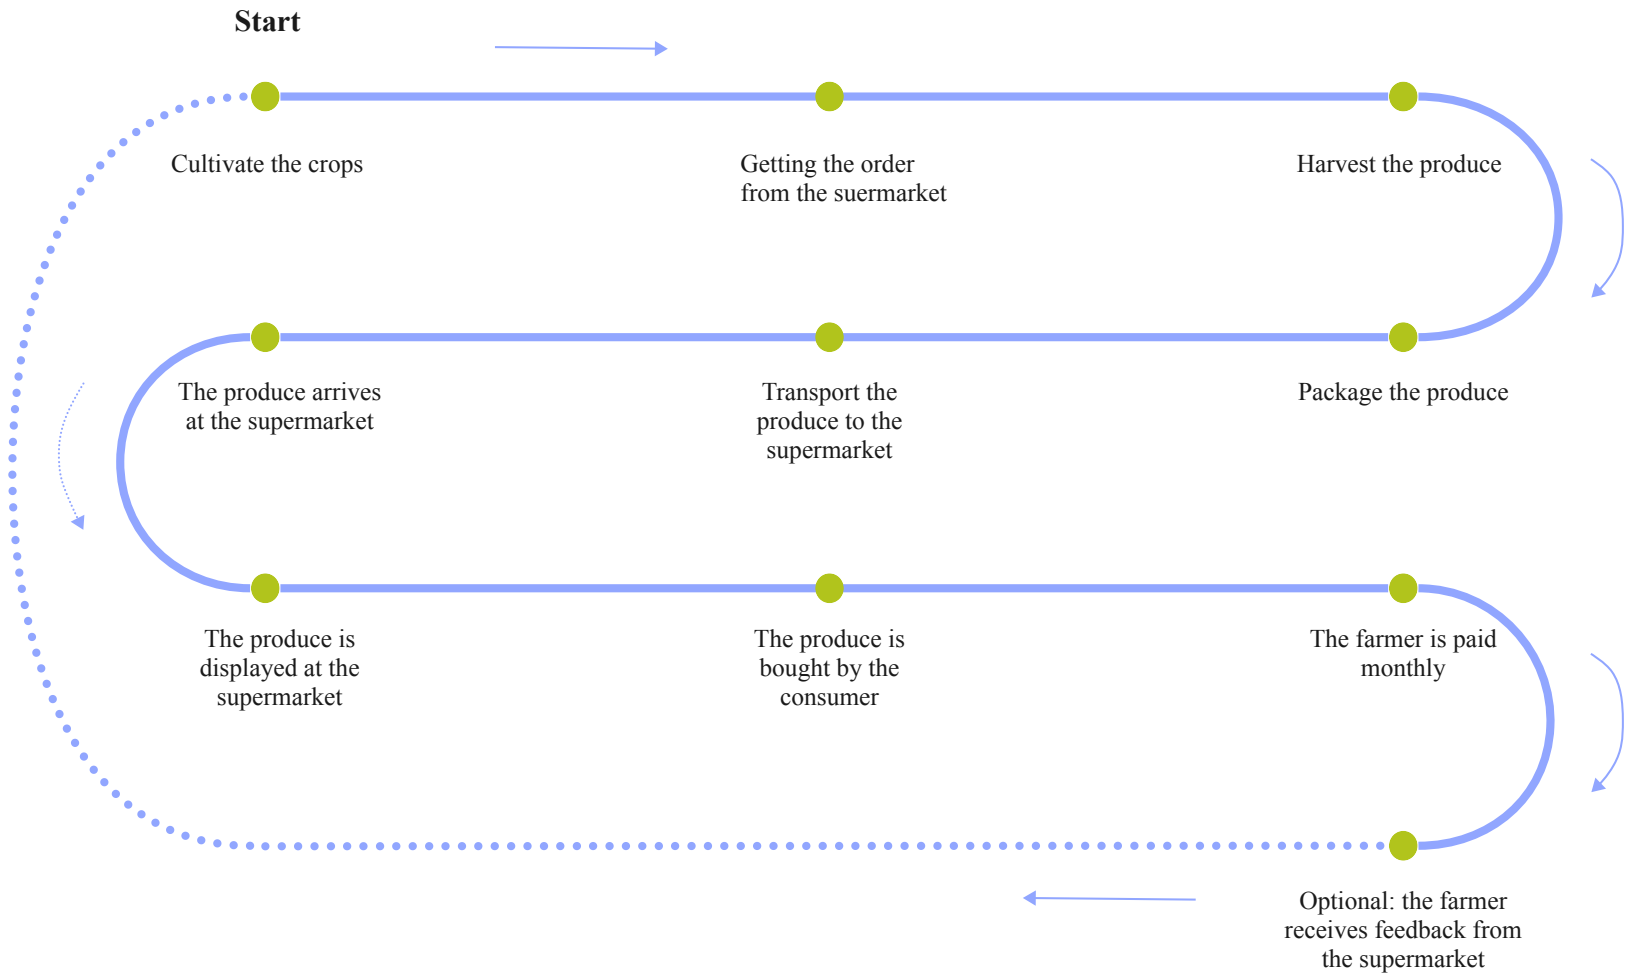 Start
Cultivate the crops
Getting the order
from the suermarket
Harvest the produce
The produce arrives
at the supermarket
Transport the
produce to the
supermarket
Package the produce
The produce is
displayed at the
supermarket
The produce is
bought by the
consumer
The farmer is paid
monthly
Optional: the farmer
receives feedback from
the supermarket